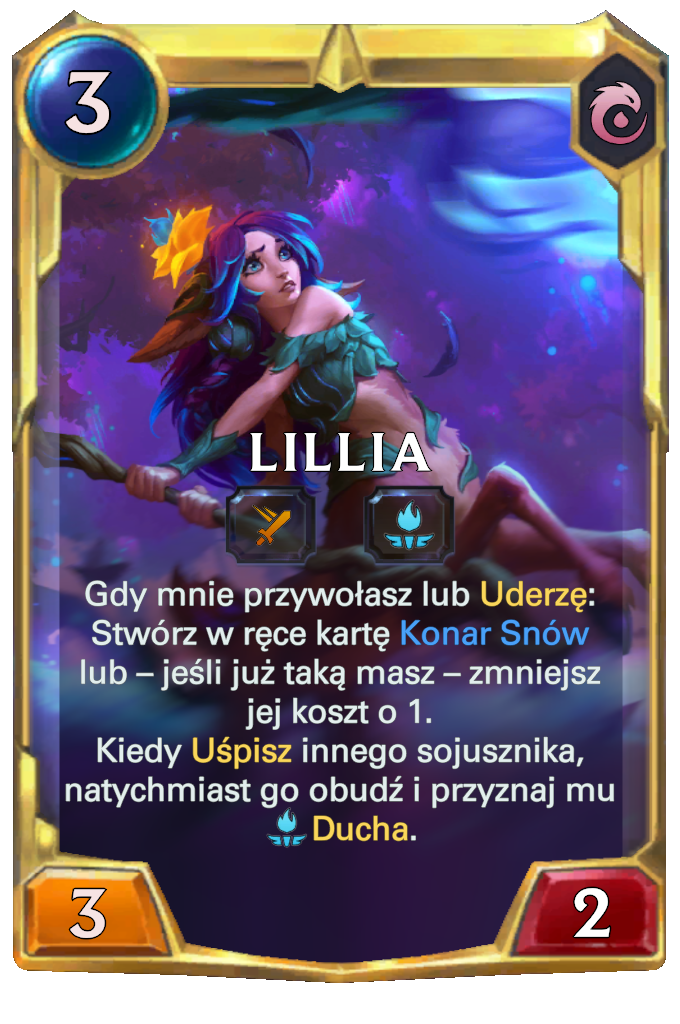 3
LILLIA
Gdy mnie przywołasz lub Uderzę:
Stwórz w ręce kartę Konar Snów
lub – jeśli już taką masz – zmniejsz
jej koszt o 1.
Kiedy Uśpisz innego sojusznika,
natychmiast go obudź i przyznaj mu
Ducha.
3
2